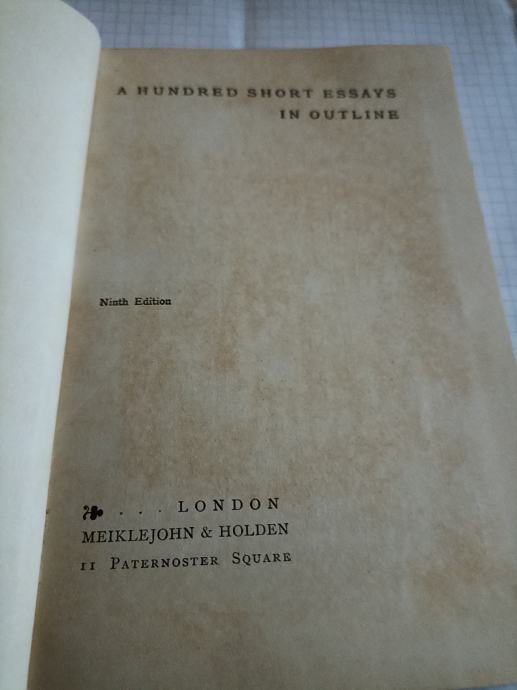 A HUNDRED SHORT ESSAYS
IN OUTLINE
Ninth Edition
. . . LONDON
MEIKLEJOHN & HOLDEN
11 PATERNOSTER SQUARE